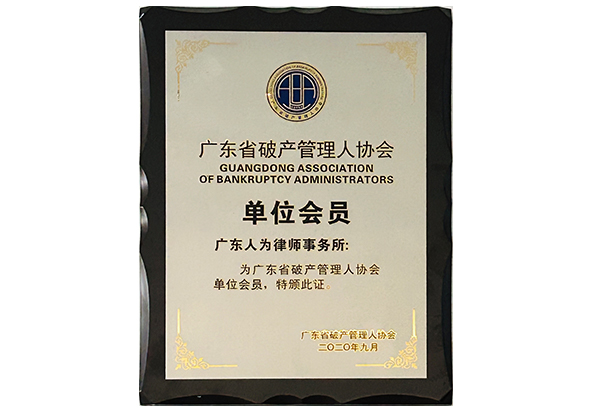 广东省破产管理人协会
GUANGDONG ASSOCIATION
OF BANKRUPTCY ADMINISTRATORS
单位会员
广东人为律师事务所:
为广东省破产管理人协会
单位会员，特颁此证。
广东省破产管理人协会
二〇二〇年九月